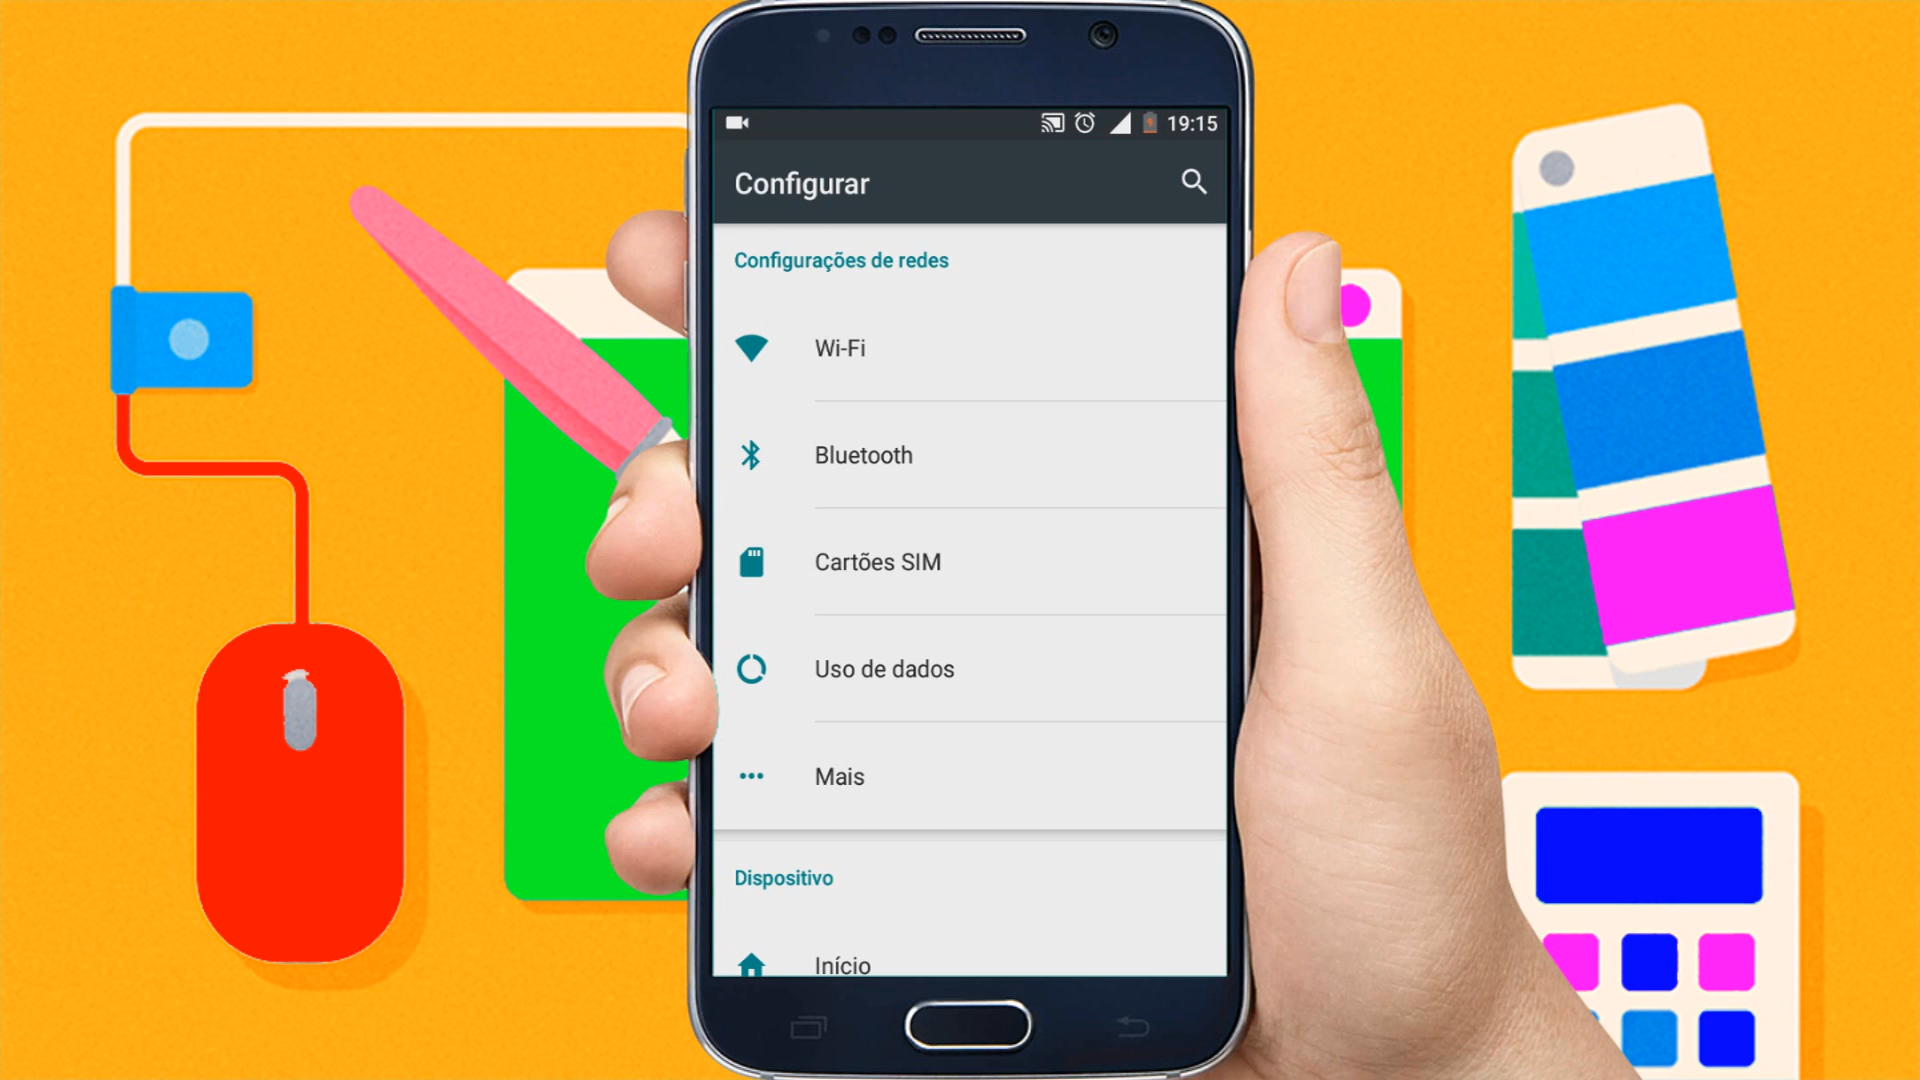 19:15
Configurar
Configurações de redes
Wi-Fi
Bluetooth
Cartões SIM
Uso de dados
Mais
Dispositivo
Início